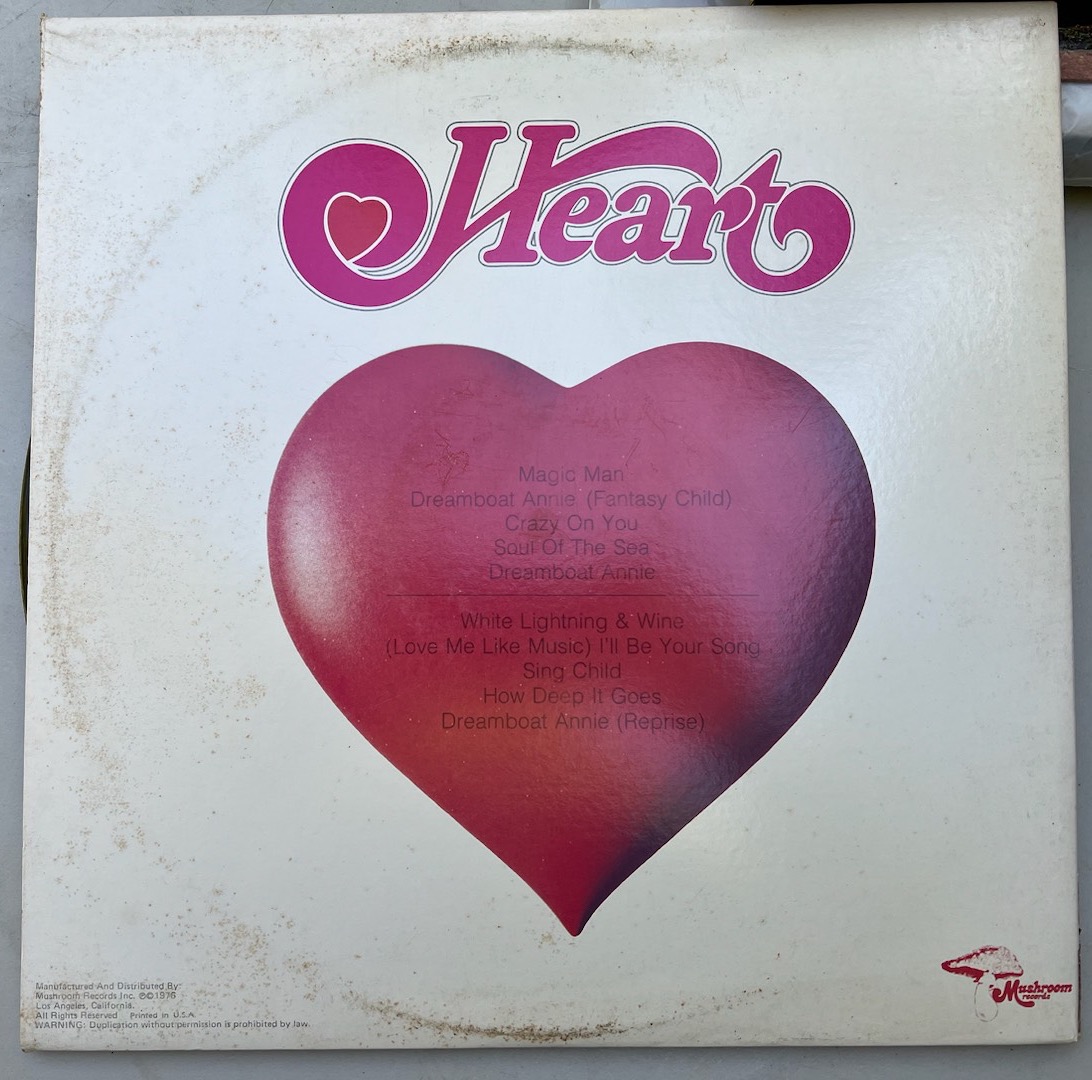 Heart
Magic Man
Dreamboat Annie (Fantasy Child)
Crazy On You
Soul Of The Sea
Dreamboat Annie
White Lightning & Wine
(Love Me Like Music) I'll Be Your Song
Sing Child
How Deep It Goes
Dreamboat Annie (Reprise)
Manufactured And Distributed By:
Mushroom Records Inc. ℗©1976
Los Angeles, California.
All Rights Reserved Printed in U.S.A.
WARNING: Duplication without permission is prohibited by law.
Mushroom
records